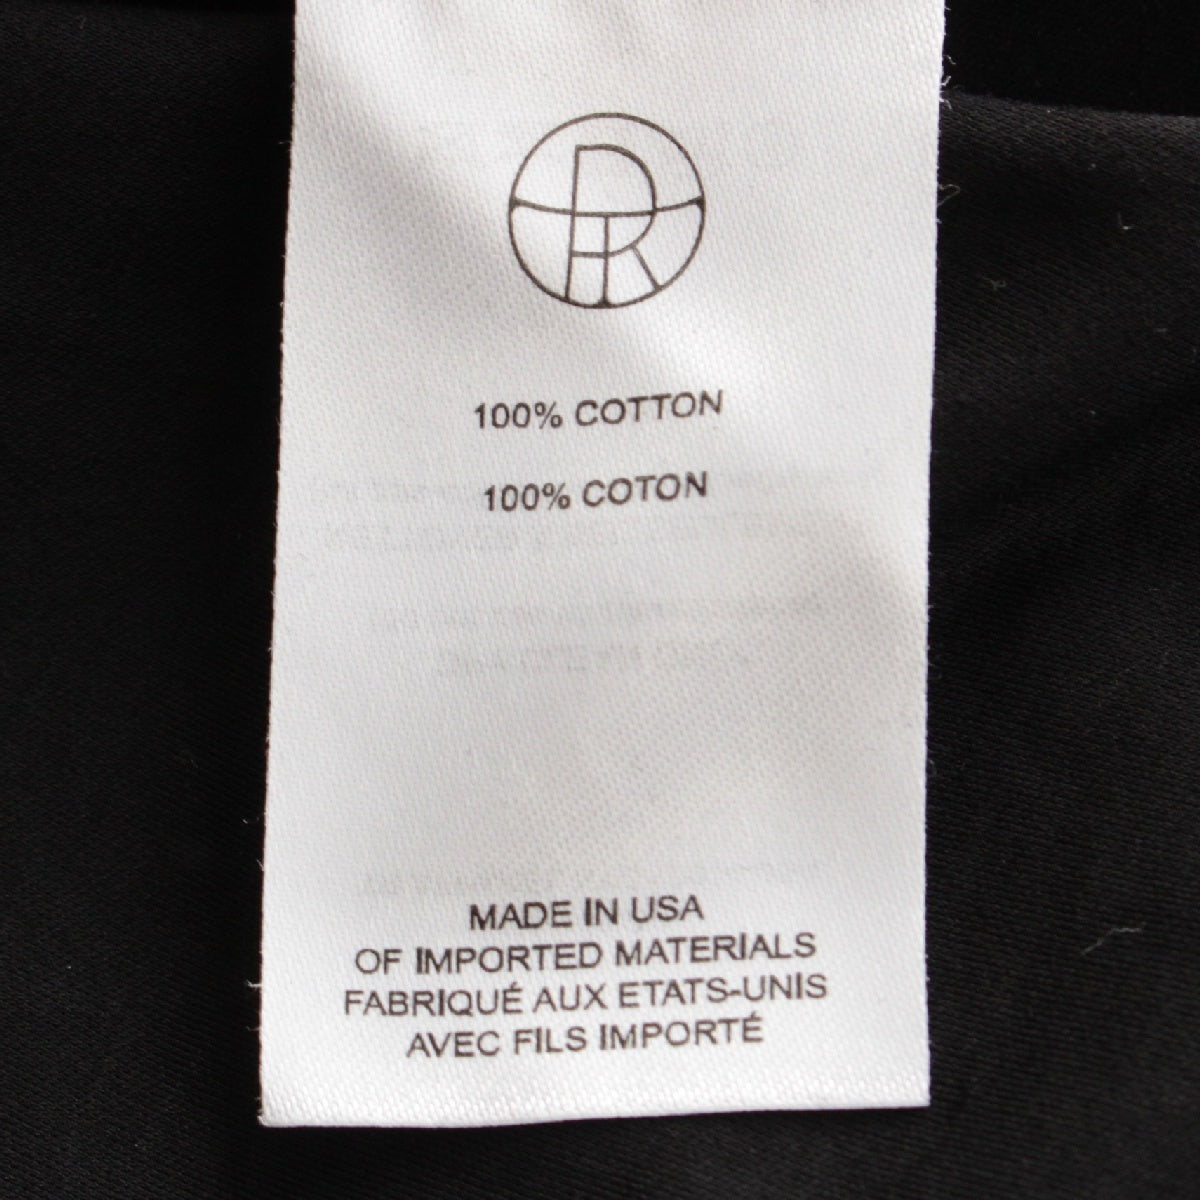 100% COTTON
100% COTON
MADE IN USA
OF IMPORTED MATERIALS
FABRIQUÉ AUX ETATS-UNIS
AVEC FILS IMPORTÉ